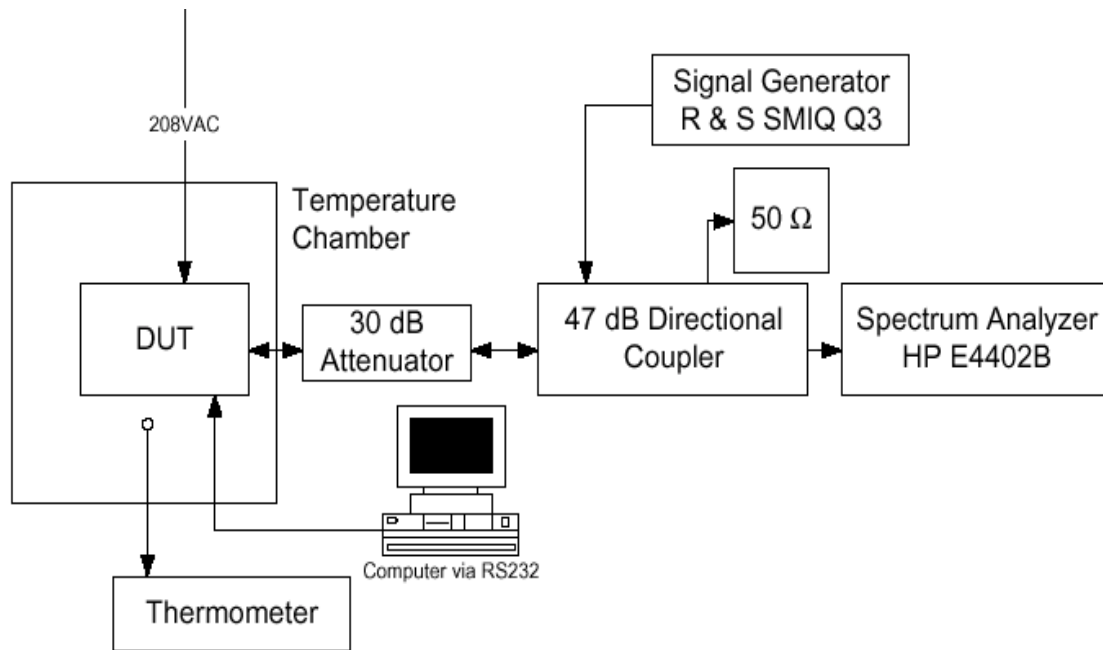 208VAC
Signal Generator
R & S SMIQ Q3
Temperature
Chamber
50 Ω
DUT
30 dB
Attenuator
47 dB Directional
Coupler
Spectrum Analyzer
HP E4402B
Computer via RS232
Thermometer